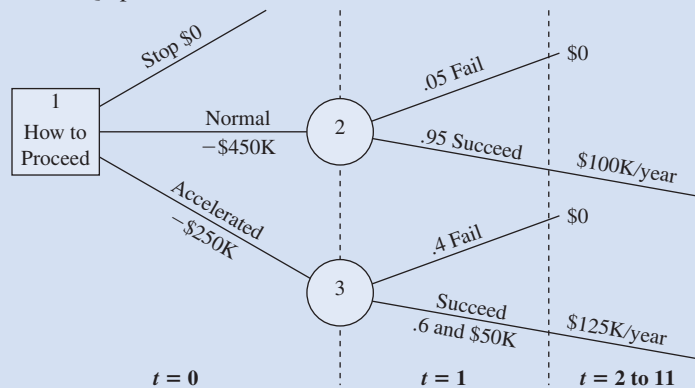 Stop $0
1
How to
Proceed
Normal
−$450K
Accelerated
−$250K
2
.05 Fail
$0
.95 Succeed
$100K/year
3
.4 Fail
$0
Succeed
.6 and $50K
$125K/year
t = 0
t = 1
t = 2 to 11